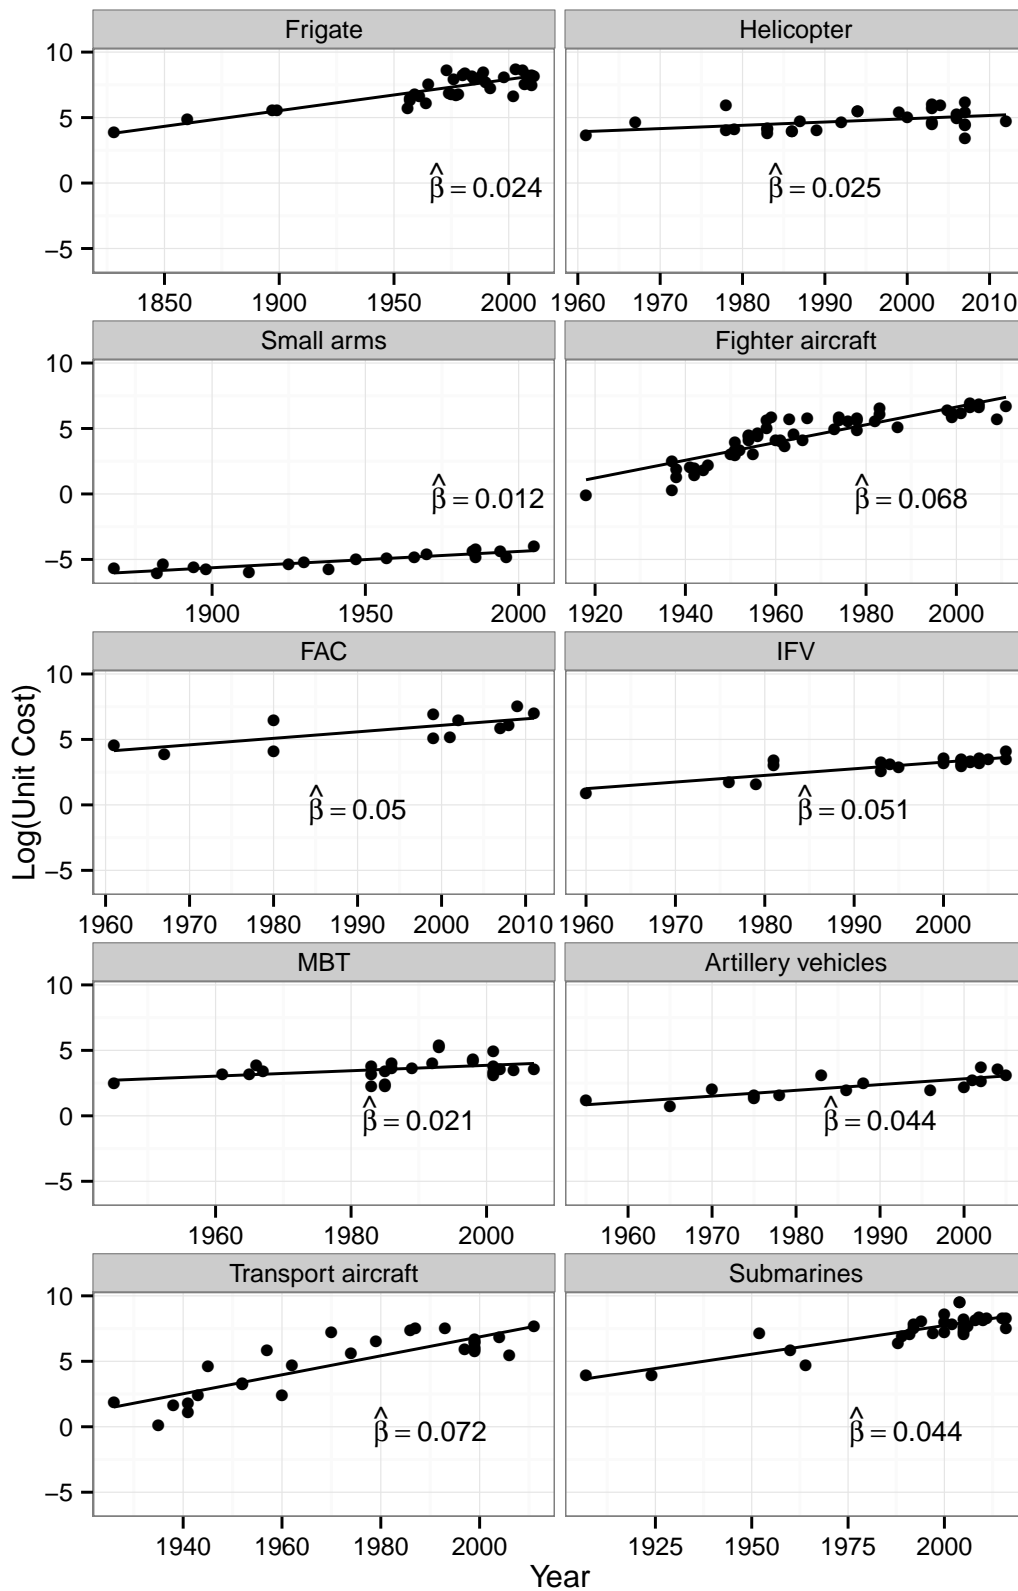 Frigate Helicopter
10
5
0
−5
β̂ = 0.024 β̂ = 0.025
1850 1900 1950 2000 1960 1970 1980 1990 2000 2010
Small arms Fighter aircraft
10
5
0
−5
β̂ = 0.012 β̂ = 0.068
1900 1950 2000 1920 1940 1960 1980 2000
FAC IFV
10
5
0
−5
β̂ = 0.05 β̂ = 0.051
1960 1970 1980 1990 2000 2010 1960 1970 1980 1990 2000
Log(Unit Cost)
MBT Artillery vehicles
10
5
0
−5
β̂ = 0.021 β̂ = 0.044
1960 1980 2000 1960 1970 1980 1990 2000
Transport aircraft Submarines
10
5
0
−5
β̂ = 0.072 β̂ = 0.044
1940 1960 1980 2000 1925 1950 1975 2000
Year